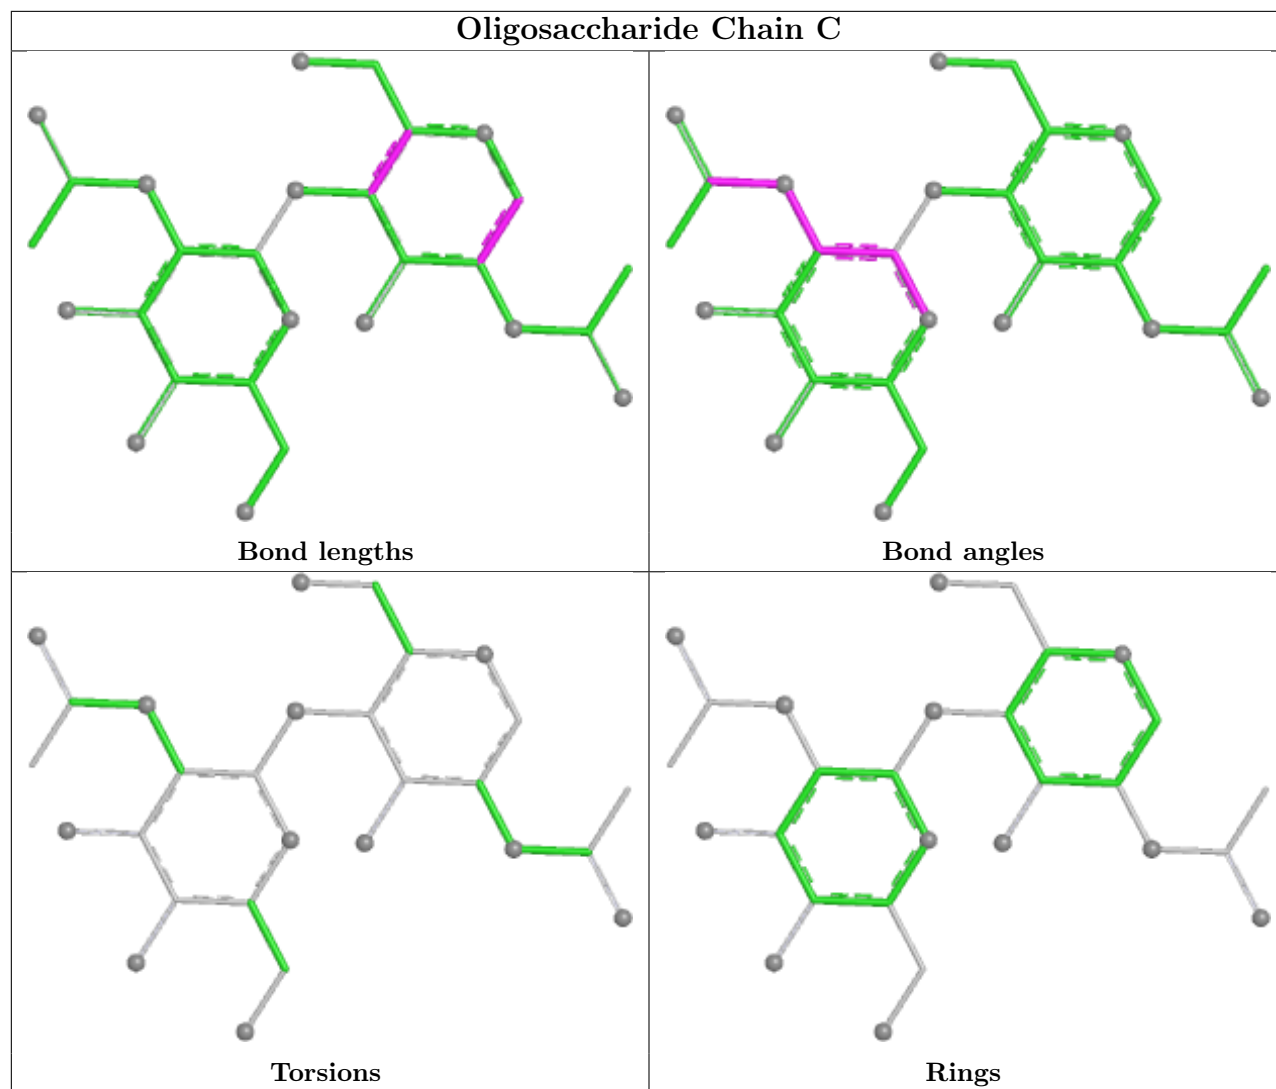 Oligosaccharide Chain C
Bond lengths
Bond angles
Torsions
Rings